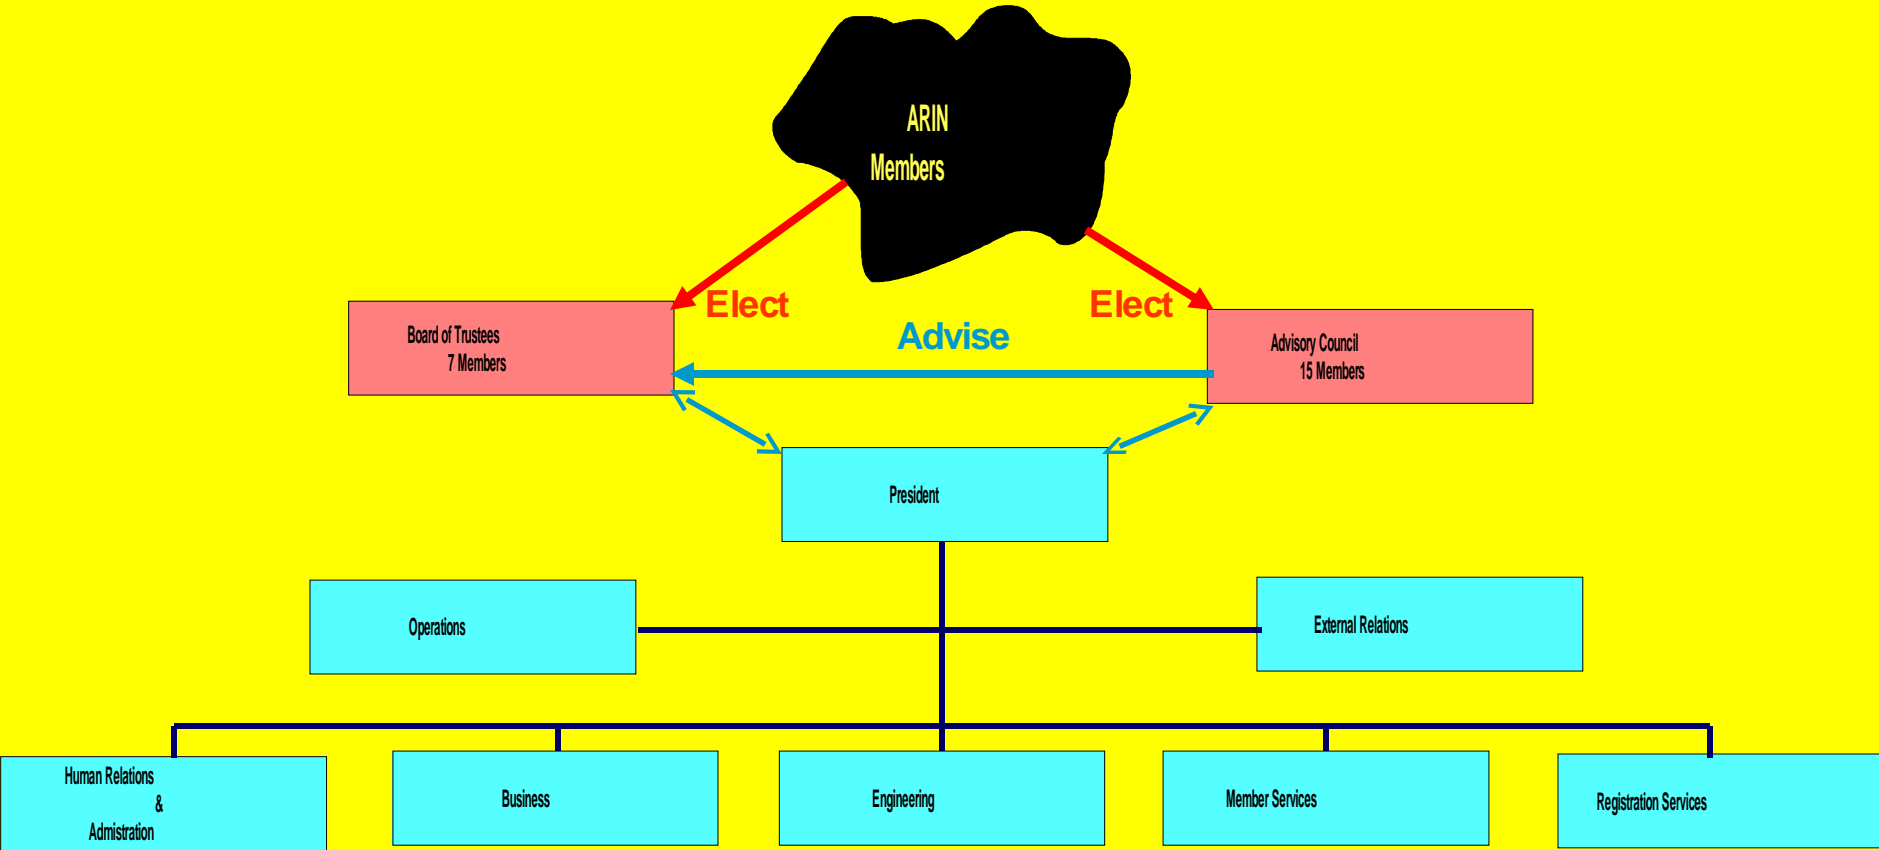 ARIN
Members
Elect
Elect
Advise
Board of Trustees
7 Members
Advisory Council
15 Members
President
Operations
External Relations
Human Relations
&
Admistration
Business
Engineering
Member Services
Registration Services